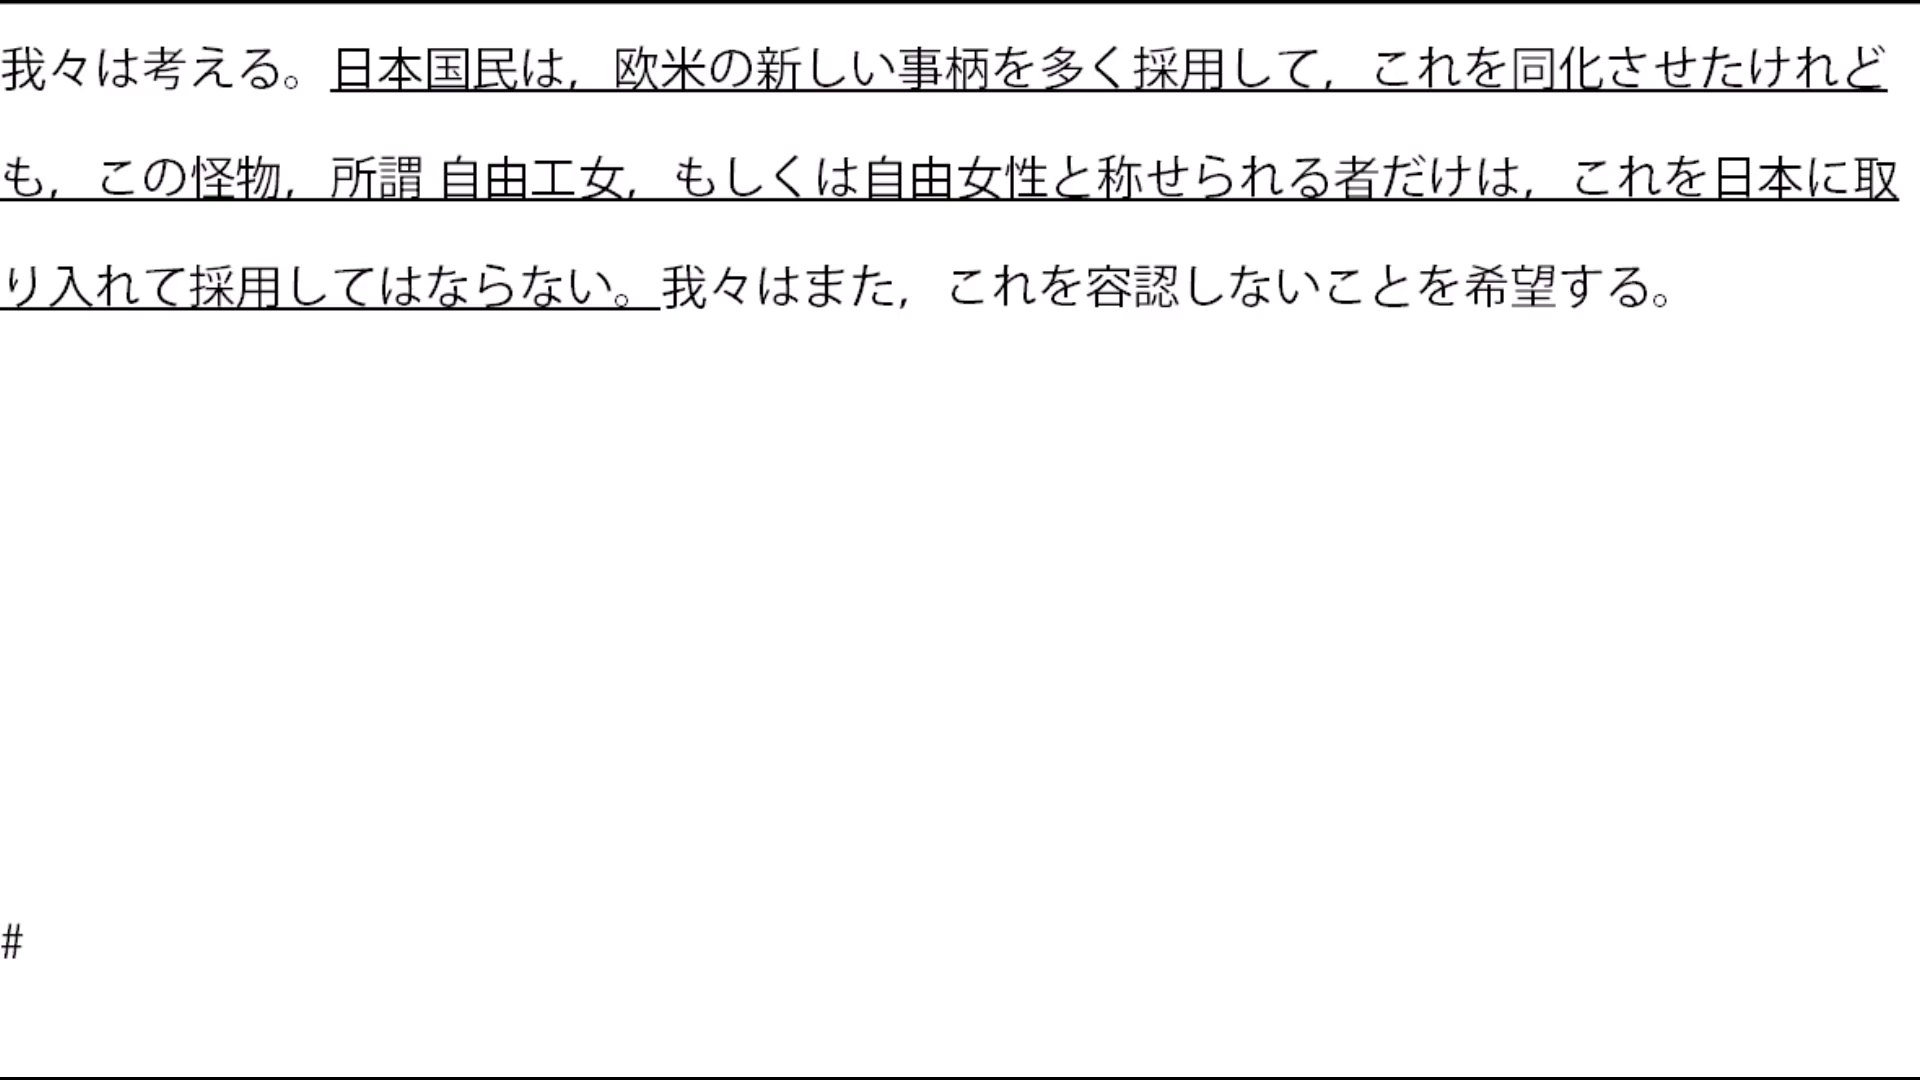 我々は考える。日本国民は，欧米の新しい事柄を多く採用して，これを同化させたけれど
も，この怪物，所謂 自由工女，もしくは自由女性と称せられる者だけは，これを日本に取
り入れて採用してはならない。我々はまた，これを容認しないことを希望する。
#